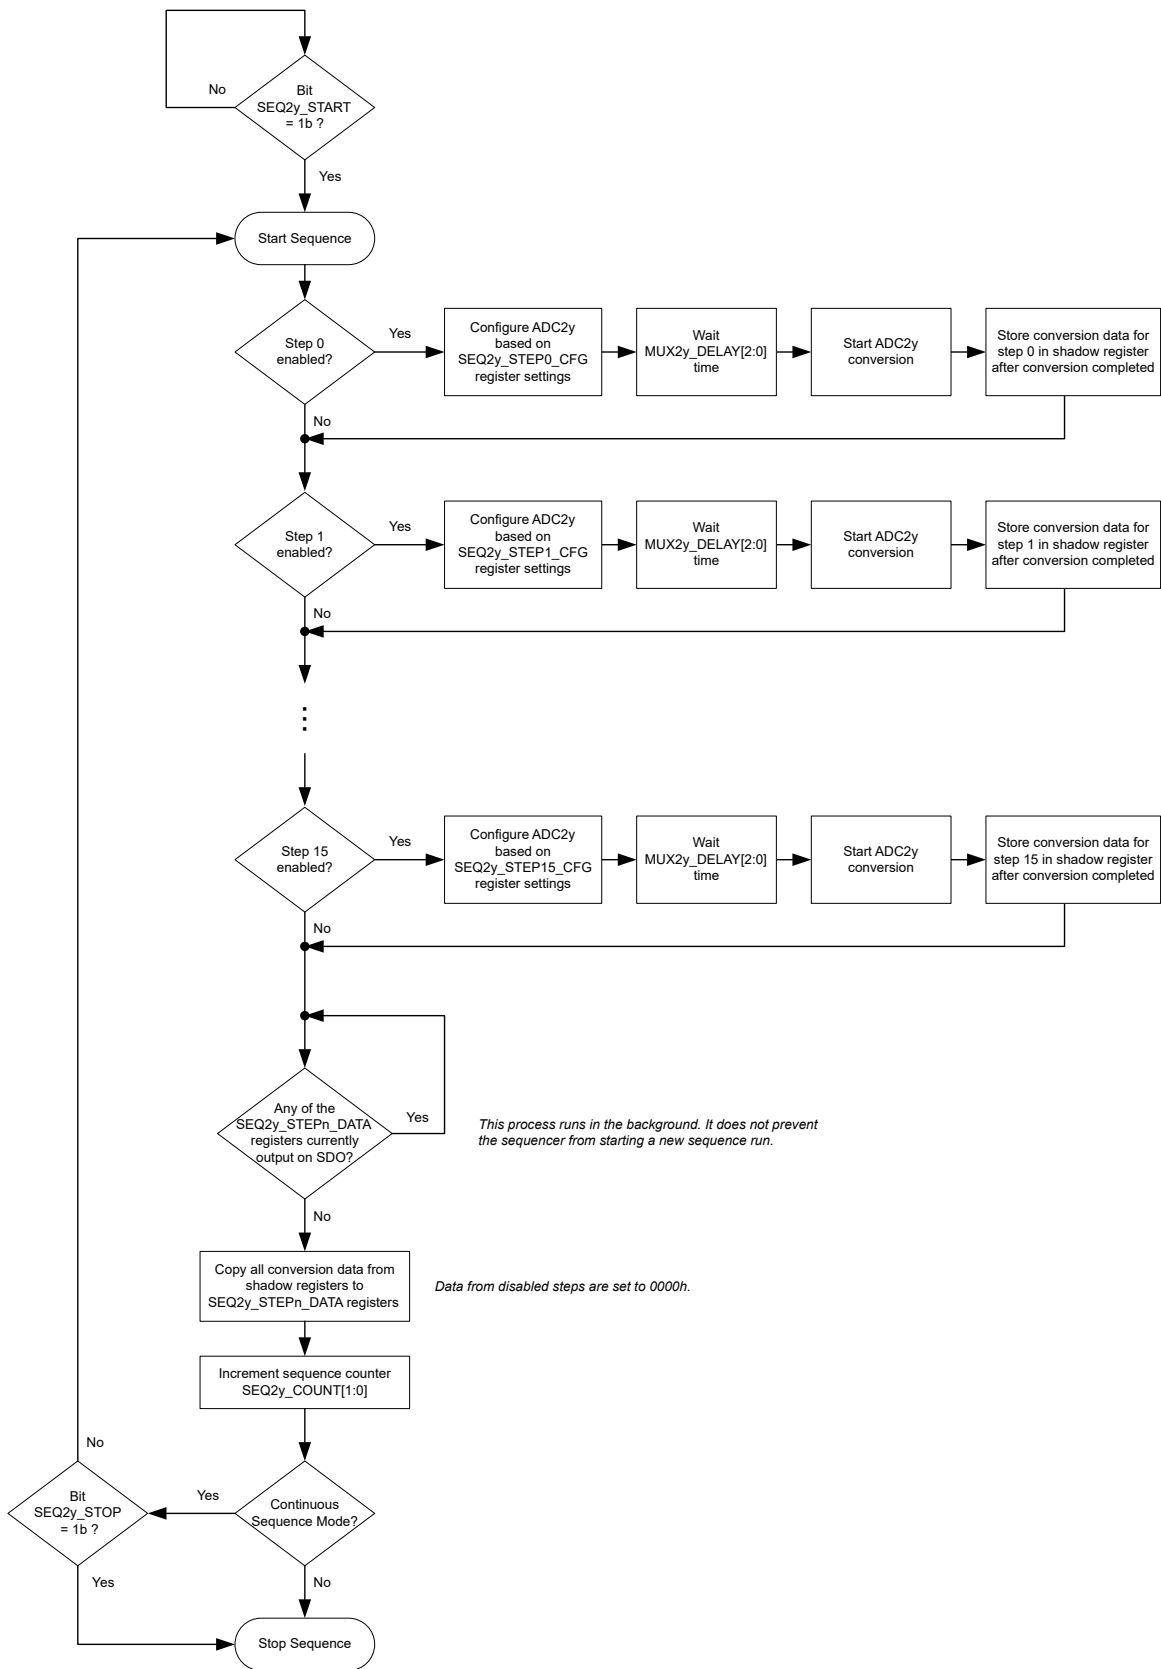 No
Bit
SEQ2y_START
= 1b ?
Yes
Start Sequence
Step 0
enabled?
Yes
Configure ADC2y
based on
SEQ2y_STEP0_CFG
register settings
Wait
MUX2y_DELAY[2:0]
time
Start ADC2y
conversion
Store conversion data for
step 0 in shadow register
after conversion completed
No
Step 1
enabled?
Yes
Configure ADC2y
based on
SEQ2y_STEP1_CFG
register settings
Wait
MUX2y_DELAY[2:0]
time
Start ADC2y
conversion
Store conversion data for
step 1 in shadow register
after conversion completed
No
⋮
Step 15
enabled?
Yes
Configure ADC2y
based on
SEQ2y_STEP15_CFG
register settings
Wait
MUX2y_DELAY[2:0]
time
Start ADC2y
conversion
Store conversion data for
step 15 in shadow register
after conversion completed
No
Any of the
SEQ2y_STEPn_DATA
registers currently
output on SDO?
Yes
This process runs in the background. It does not prevent
the sequencer from starting a new sequence run.
No
Copy all conversion data from
shadow registers to
SEQ2y_STEPn_DATA registers
Data from disabled steps are set to 0000h.
Increment sequence counter
SEQ2y_COUNT[1:0]
No
Bit
SEQ2y_STOP
= 1b ?
Yes
Continuous
Sequence Mode?
Yes
No
Stop Sequence